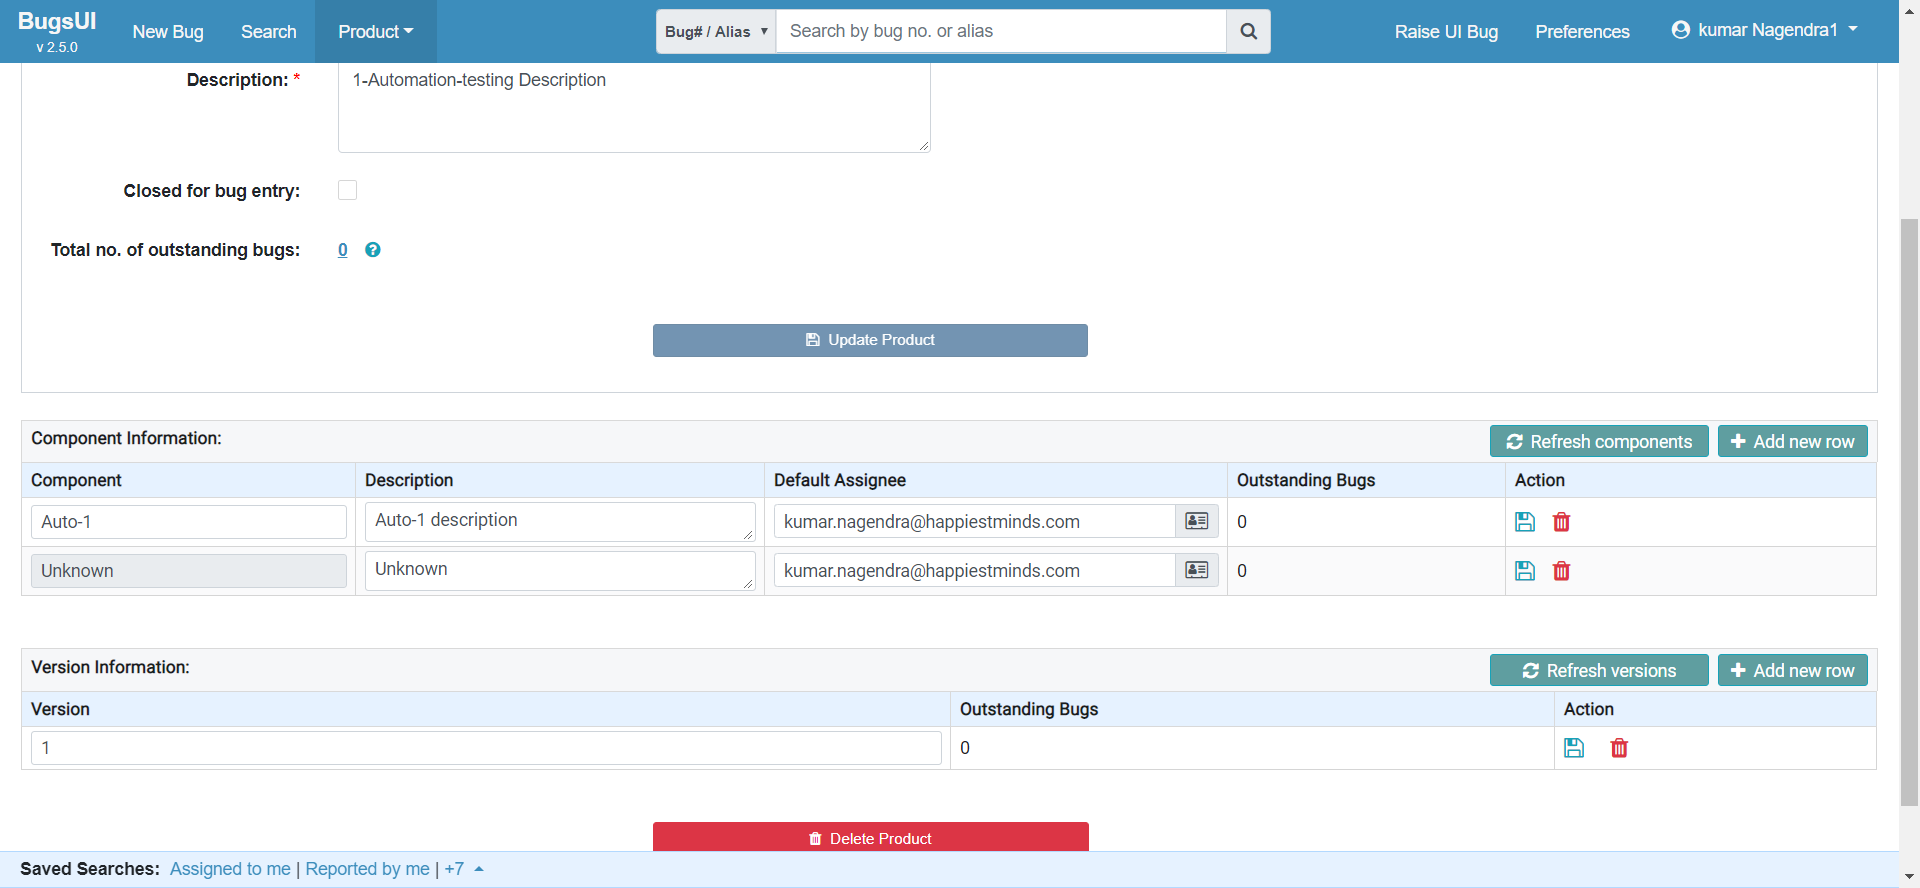 BugsUI
v 2.5.0
New Bug
Search
Product
Bug# / Alias
Search by bug no. or alias
Raise UI Bug
Preferences
kumar Nagendra1
Description: *
1-Automation-testing Description
Closed for bug entry:
Total no. of outstanding bugs:
0
Update Product
Component Information:
Refresh components
Add new row
Component
Description
Default Assignee
Outstanding Bugs
Action
Auto-1
Auto-1 description
kumar.nagendra@happiestminds.com
0
Unknown
Unknown
kumar.nagendra@happiestminds.com
0
Version Information:
Refresh versions
Add new row
Version
Outstanding Bugs
Action
1
0
Delete Product
Saved Searches: Assigned to me | Reported by me | +7